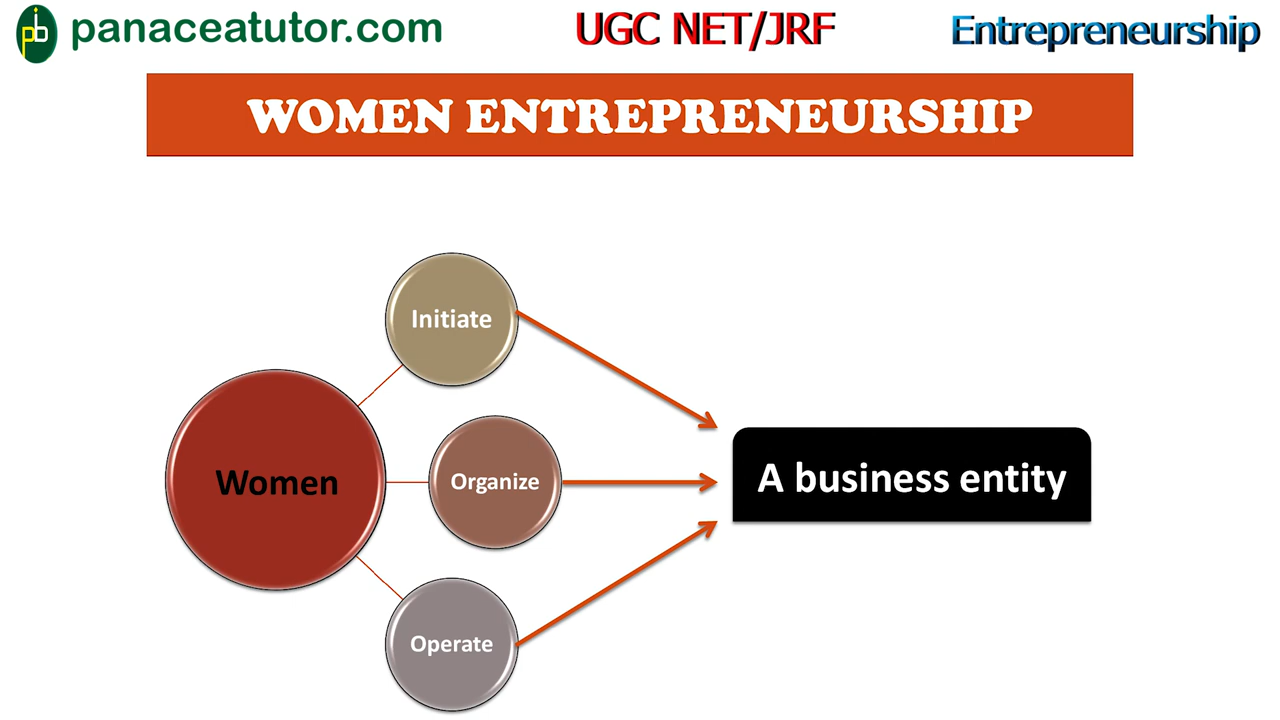 pb panaceatutor.com
UGC NET/JRF
Entrepreneurship
WOMEN ENTREPRENEURSHIP
Initiate
Women
Organize
A business entity
Operate